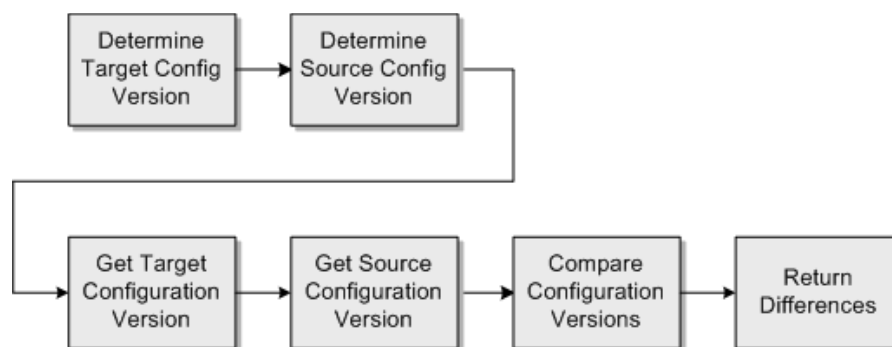 Determine
Target Config
Version
Determine
Source Config
Version
Get Target
Configuration
Version
Get Source
Configuration
Version
Compare
Configuration
Versions
Return
Differences